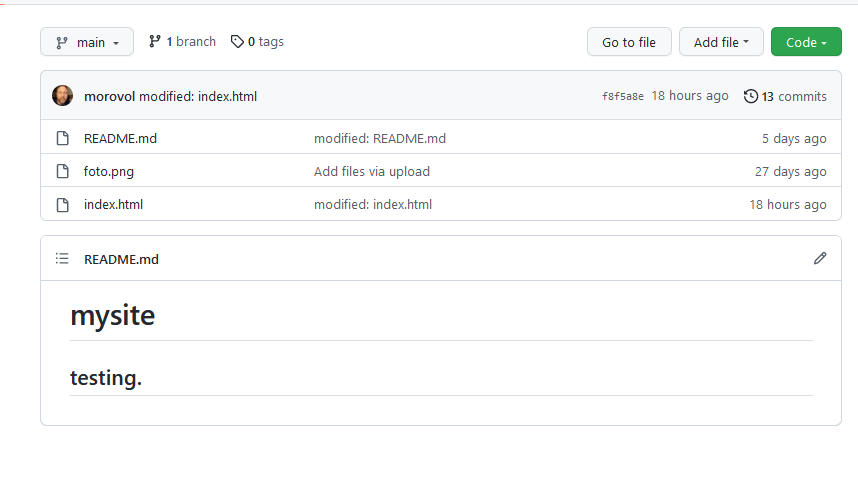 main 1 branch 0 tags Go to file Add file Code
morovol modified: index.html f8f5a8e 18 hours ago 13 commits
README.md modified: README.md 5 days ago
foto.png Add files via upload 27 days ago
index.html modified: index.html 18 hours ago
README.md
mysite
testing.